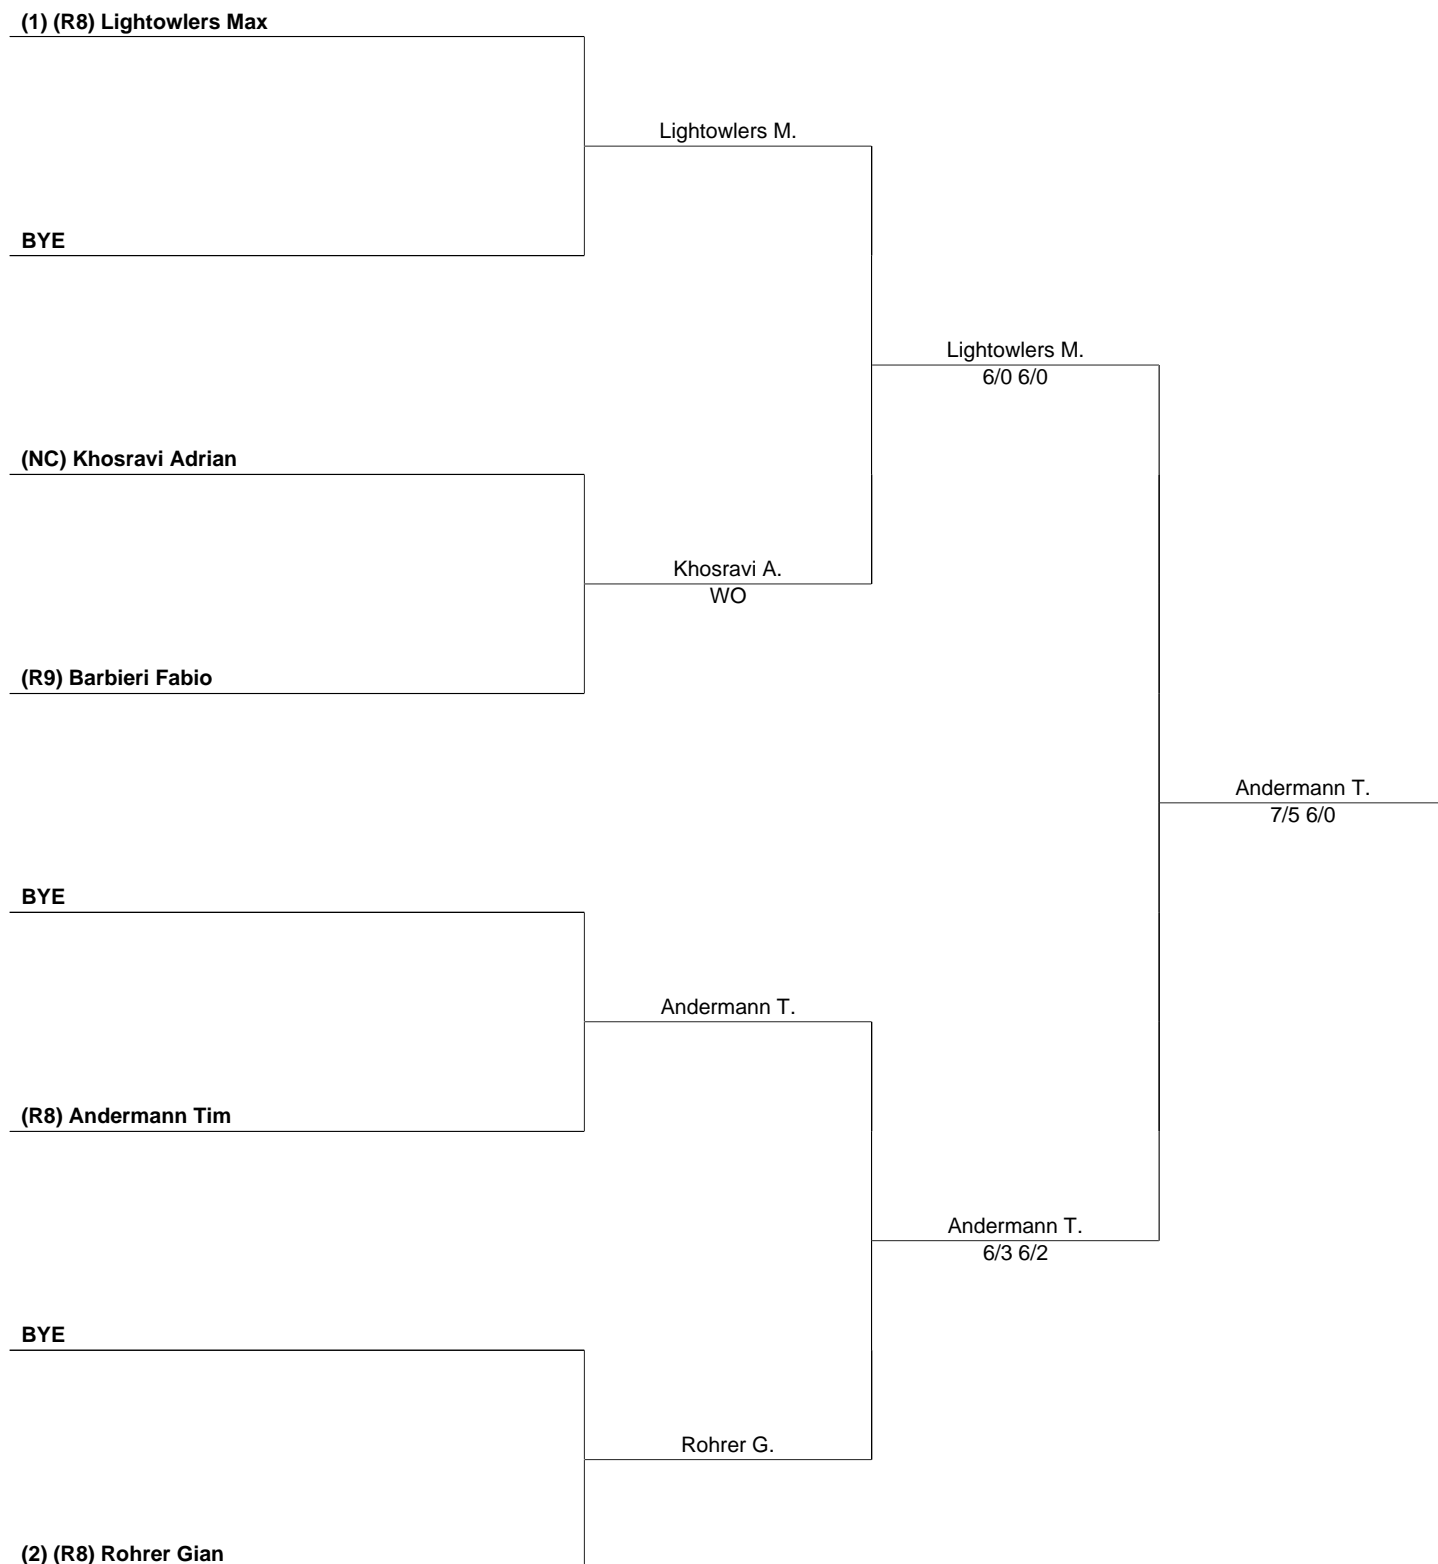 (1) (R8) Lightowlers Max
Lightowlers M.
BYE
Lightowlers M.
6/0 6/0
(NC) Khosravi Adrian
Khosravi A.
WO
(R9) Barbieri Fabio
Andermann T.
7/5 6/0
BYE
Andermann T.
(R8) Andermann Tim
Andermann T.
6/3 6/2
BYE
Rohrer G.
(2) (R8) Rohrer Gian